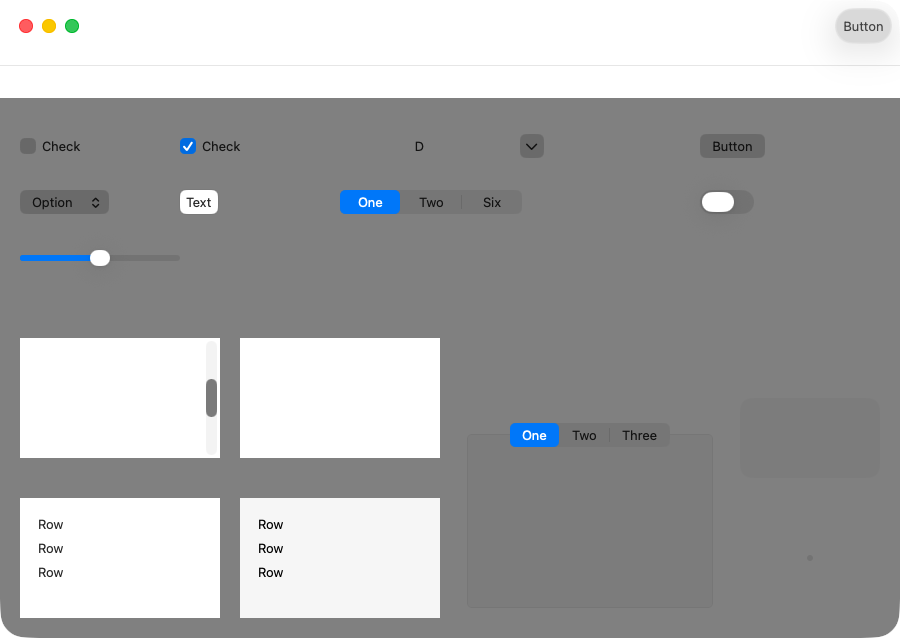 Button
Check
Check
D
Button
Option
Text
One
Two
Six
One
Two
Three
Row
Row
Row
Row
Row
Row